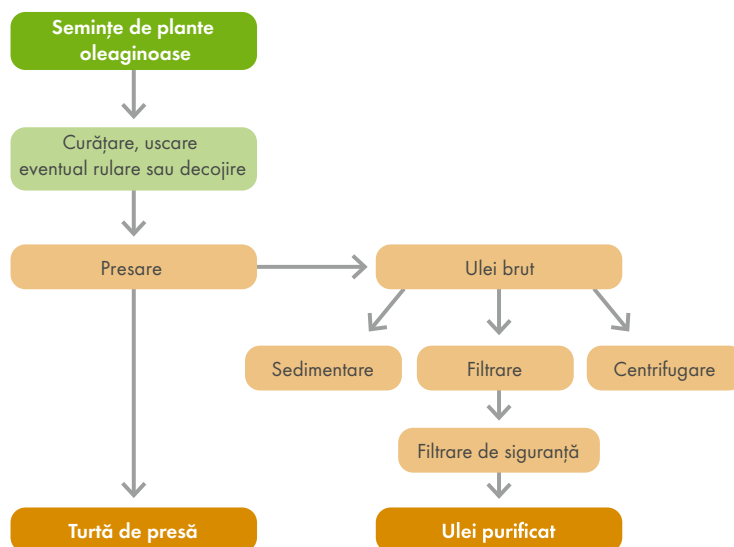 Semințe de plante
oleaginoase
Curățare, uscare
eventual rulare sau decojire
Presare
Ulei brut
Sedimentare
Filtrare
Centrifugare
Filtrare de siguranță
Turtă de presă
Ulei purificat